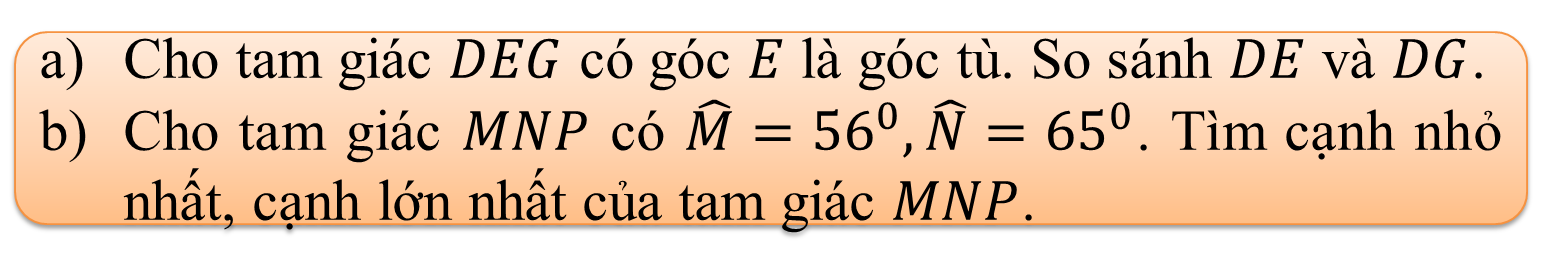 a) Cho tam giác DEG có góc E là góc tù. So sánh DE và DG.
b) Cho tam giác MNP có M̂ = 56⁰, N̂ = 65⁰. Tìm cạnh nhỏ
nhất, cạnh lớn nhất của tam giác MNP.